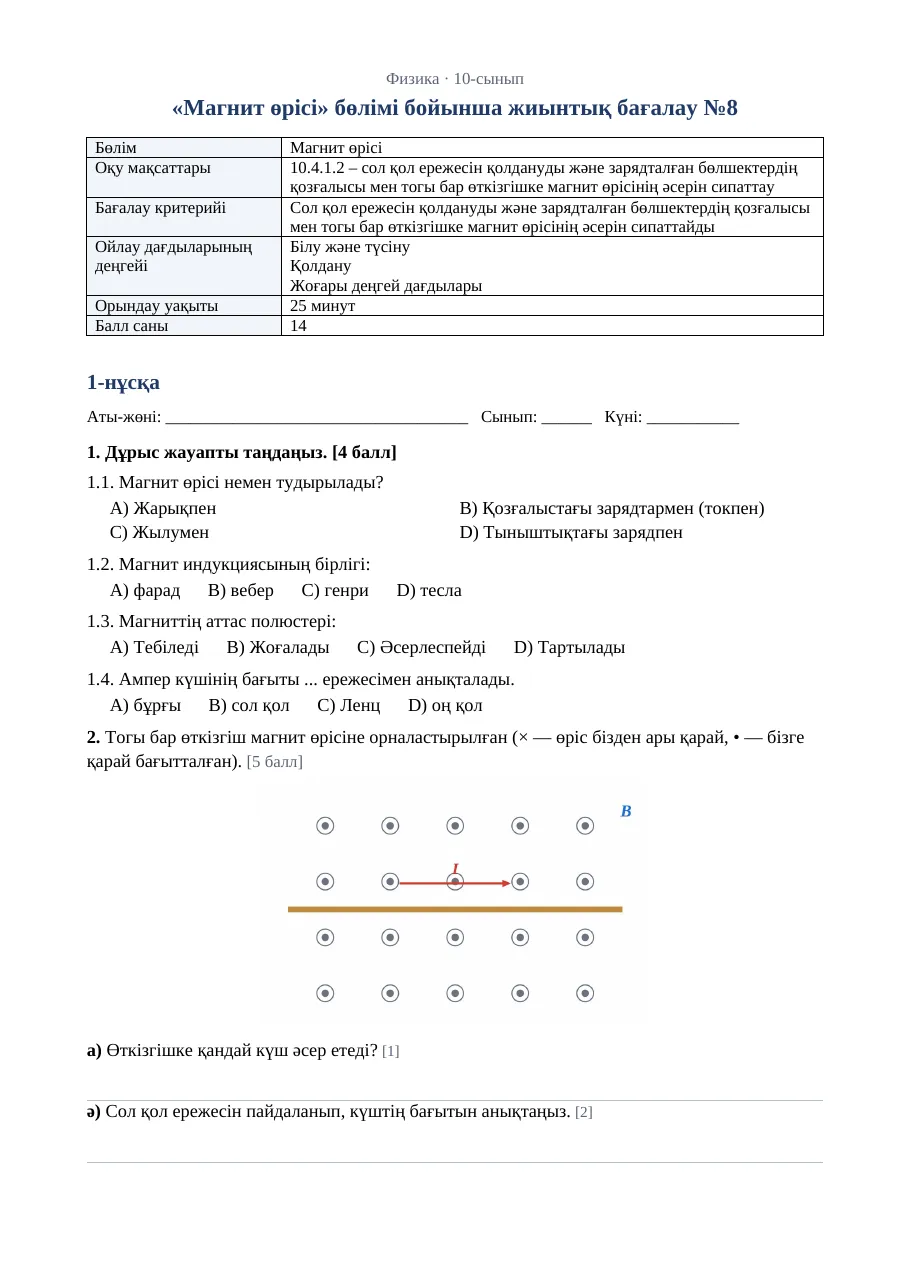 Физика · 10-сынып
«Магнит өрісі» бөлімі бойынша жиынтық бағалау №8
Бөлім Магнит өрісі
Оқу мақсаттары 10.4.1.2 – сол қол ережесін қолдануды және зарядталған бөлшектердің
қозғалысы мен тогы бар өткізгішке магнит өрісінің әсерін сипаттау
Бағалау критерийі Сол қол ережесін қолдануды және зарядталған бөлшектердің қозғалысы
мен тогы бар өткізгішке магнит өрісінің әсерін сипаттайды
Ойлау дағдыларының Білу және түсіну
деңгейі Қолдану
Жоғары деңгей дағдылары
Орындау уақыты 25 минут
Балл саны 14
1-нұсқа
Аты-жөні: ____________________________________ Сынып: ______ Күні: ___________
1. Дұрыс жауапты таңдаңыз. [4 балл]
1.1. Магнит өрісі немен тудырылады?
A) Жарықпен B) Қозғалыстағы зарядтармен (токпен)
C) Жылумен D) Тыныштықтағы зарядпен
1.2. Магнит индукциясының бірлігі:
A) фарад B) вебер C) генри D) тесла
1.3. Магниттің аттас полюстері:
A) Тебіледі B) Жоғалады C) Әсерлеспейді D) Тартылады
1.4. Ампер күшінің бағыты ... ережесімен анықталады.
A) бұрғы B) сол қол C) Ленц D) оң қол
2. Тогы бар өткізгіш магнит өрісіне орналастырылған (× — өріс бізден ары қарай, • — бізге
қарай бағытталған). [5 балл]
B
I
а) Өткізгішке қандай күш әсер етеді? [1]
ә) Сол қол ережесін пайдаланып, күштің бағытын анықтаңыз. [2]